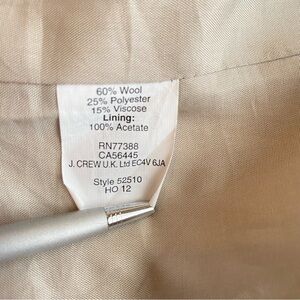 60% Wool
25% Polyester
15% Viscose
Lining:
100% Acetate
RN77388
CA56445
J. CREW U.K. Ltd EC4V 6JA
Style 52510
HO 12